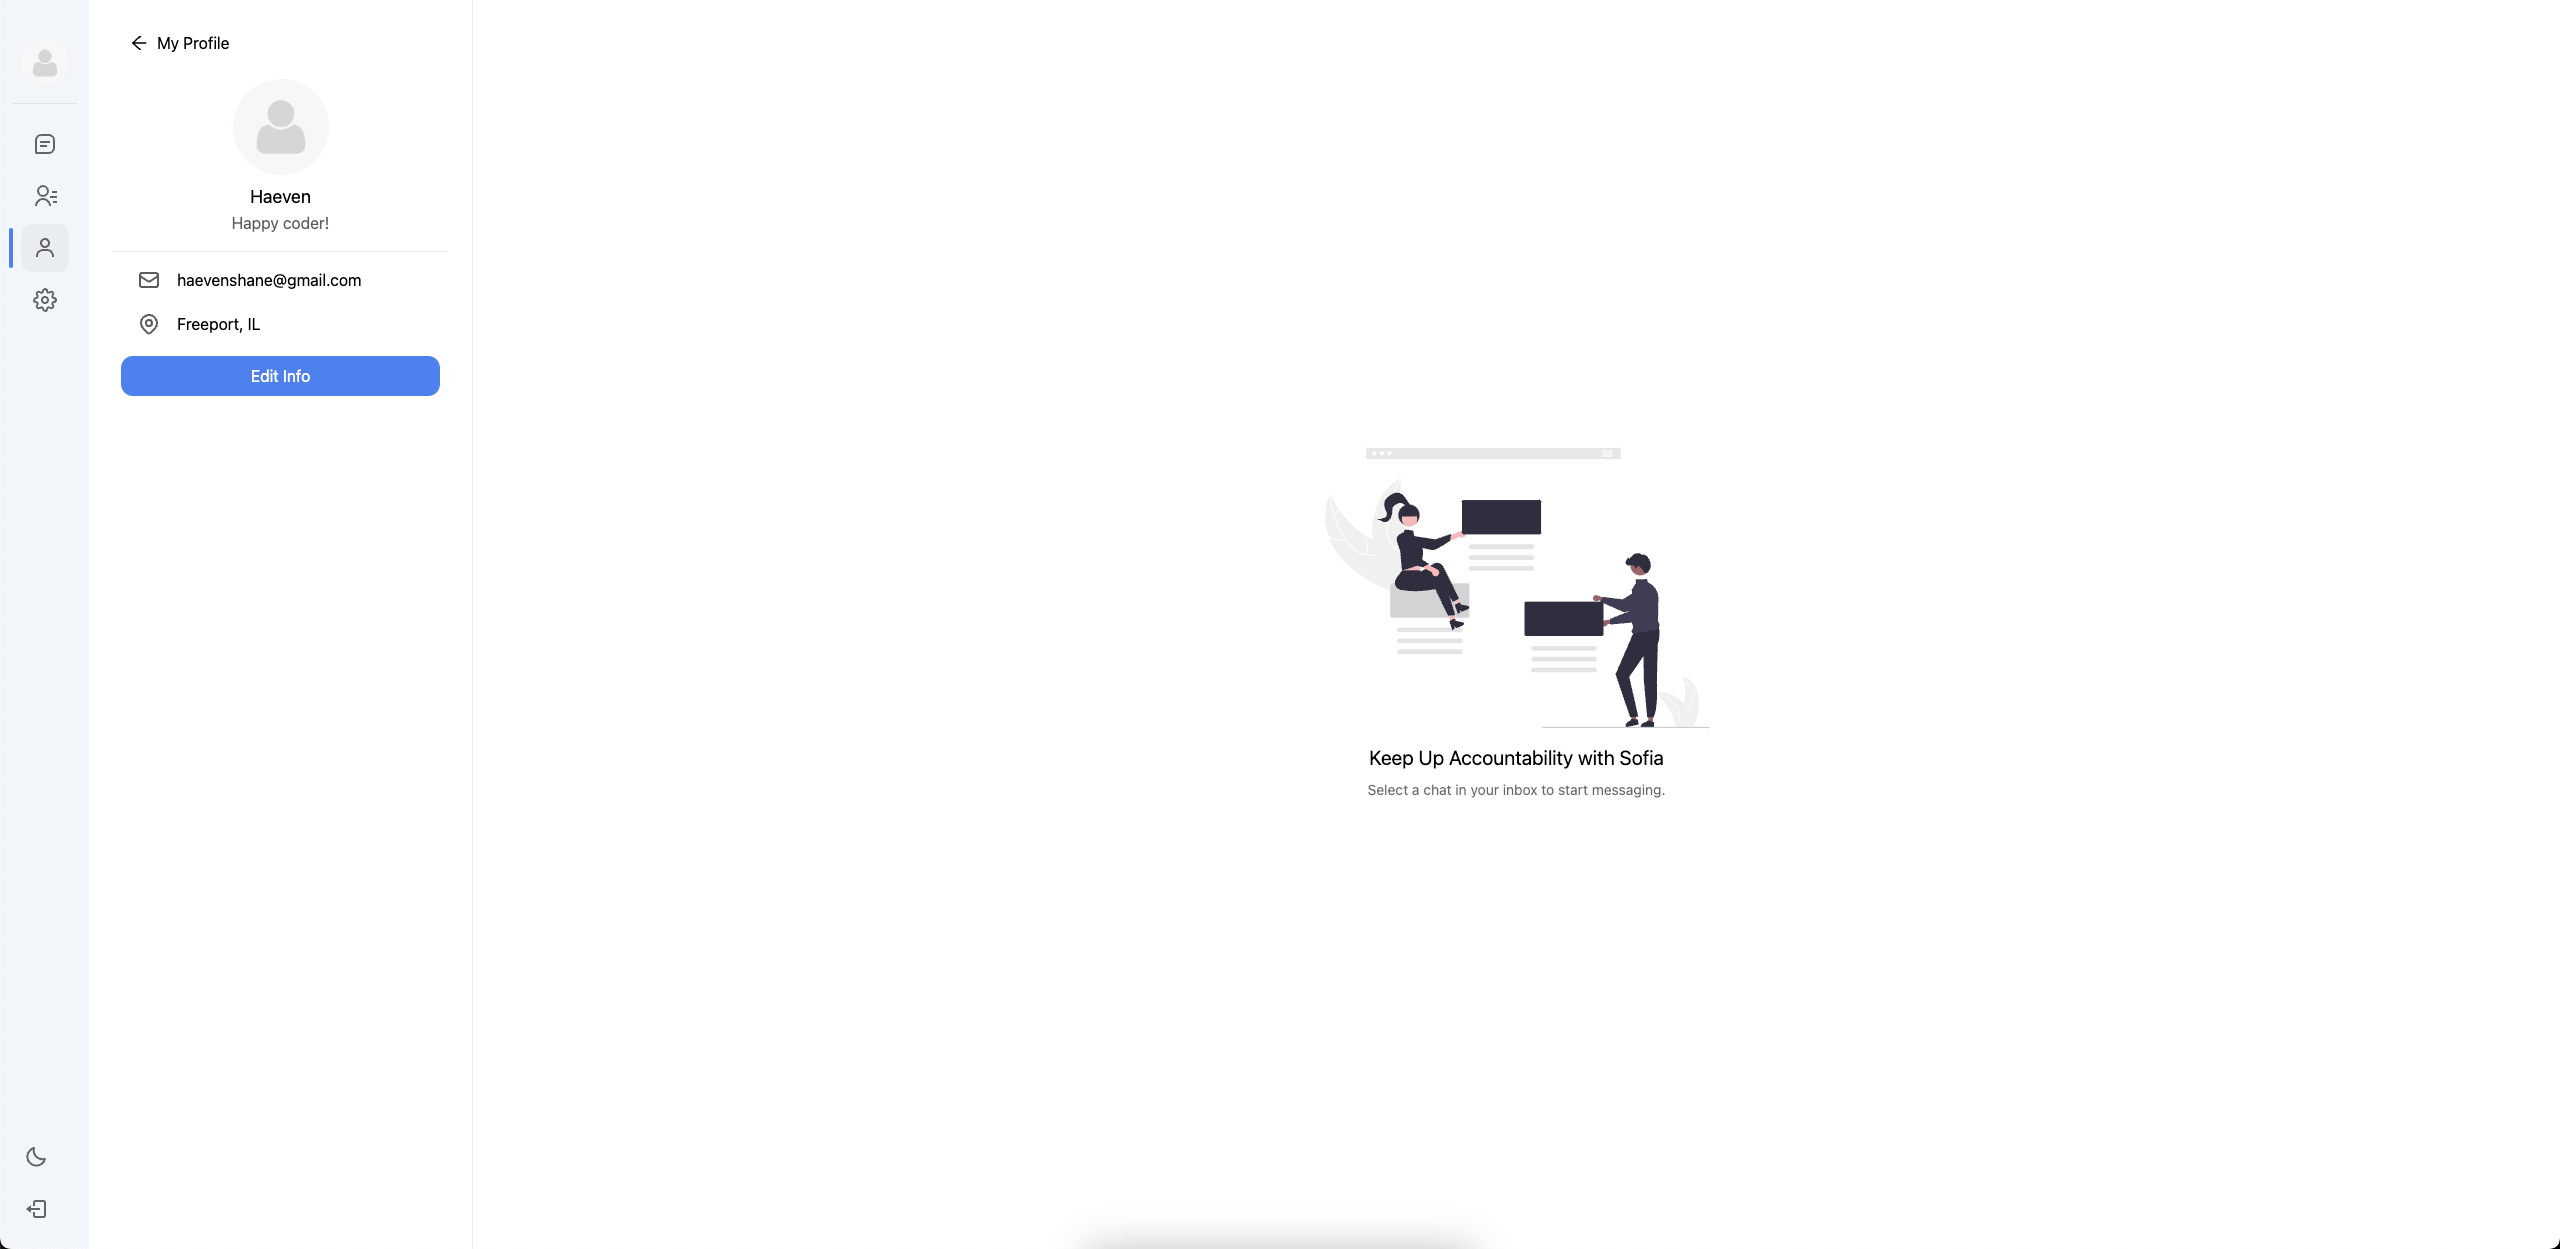 My Profile
Haeven
Happy coder!
haevenshane@gmail.com
Freeport, IL
Edit Info
Keep Up Accountability with Sofia
Select a chat in your inbox to start messaging.